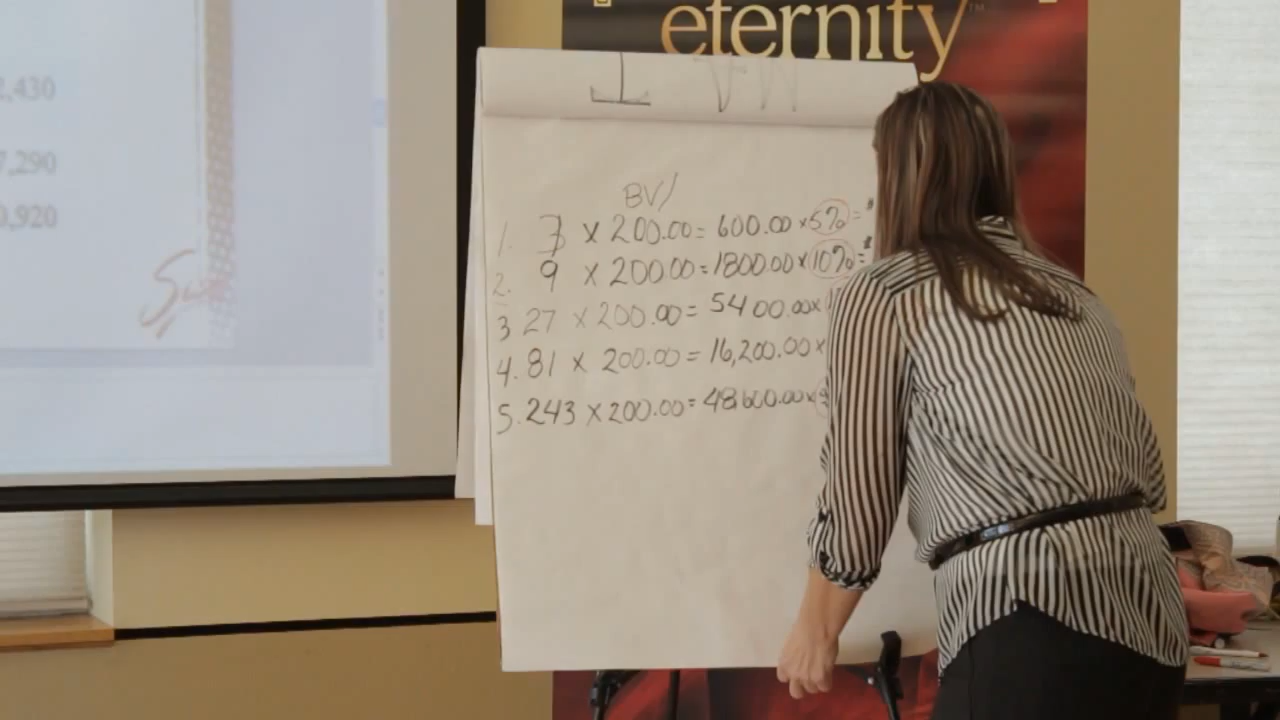 eternity™
2,430
7,290
0,920
BV/
1. 3 x 200.00 = 600.00 x 5% = $
2. 9 x 200.00 = 1800.00 x 10% = $
3 27 x 200.00 = 5400.00 x
4. 81 x 200.00 = 16,200.00 x
5. 243 x 200.00 = 48,600.00 x